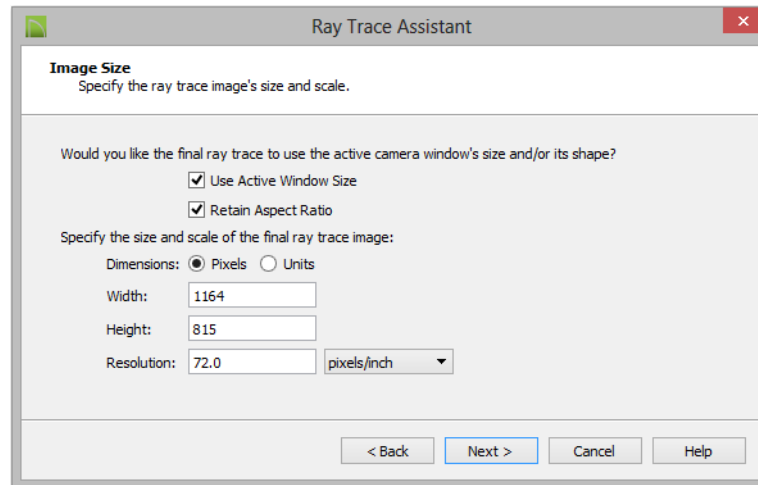 Ray Trace Assistant
Image Size
Specify the ray trace image's size and scale.
Would you like the final ray trace to use the active camera window's size and/or its shape?
Use Active Window Size
Retain Aspect Ratio
Specify the size and scale of the final ray trace image:
Dimensions: Pixels Units
Width: 1164
Height: 815
Resolution: 72.0 pixels/inch
< Back Next > Cancel Help